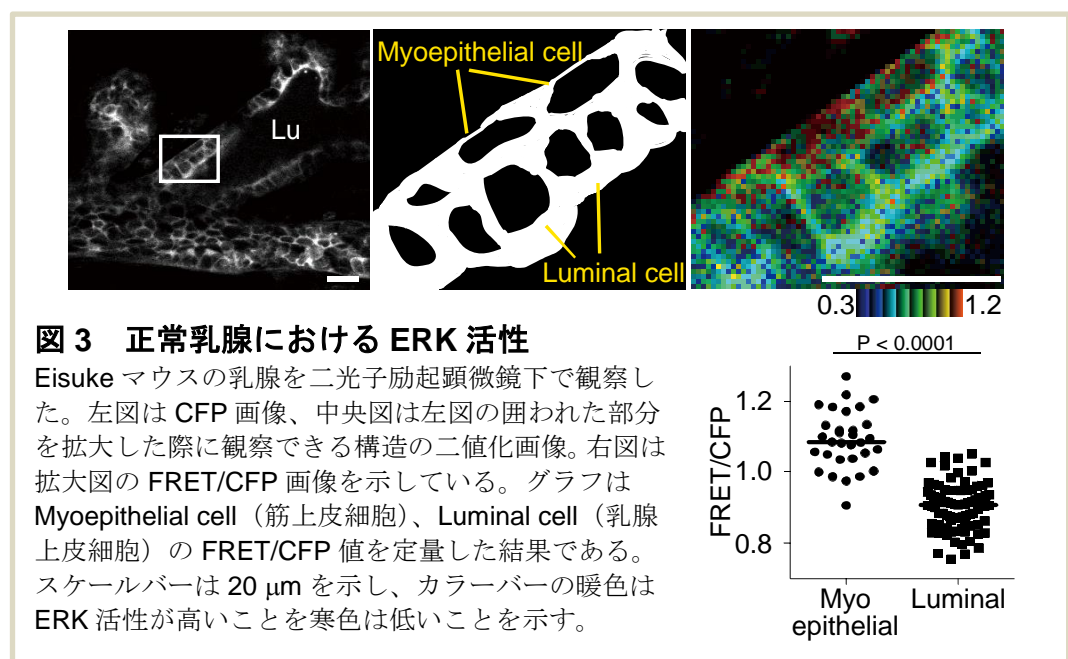 Myoepithelial cell
Lu
Luminal cell
0.3 1.2
図 3 正常乳腺における ERK 活性
Eisuke マウスの乳腺を二光子励起顕微鏡下で観察し
た。左図は CFP 画像、中央図は左図の囲われた部分
を拡大した際に観察できる構造の二値化画像。右図は
拡大図の FRET/CFP 画像を示している。グラフは
Myoepithelial cell（筋上皮細胞）、Luminal cell（乳腺
上皮細胞）の FRET/CFP 値を定量した結果である。
スケールバーは 20 μm を示し、カラーバーの暖色は
ERK 活性が高いことを寒色は低いことを示す。
P < 0.0001
FRET/CFP
1.2
1.0
0.8
Myo
epithelial
Luminal